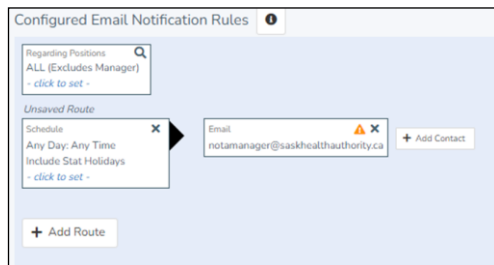 Configured Email Notification Rules
Regarding Positions
ALL (Excludes Manager)
- click to set -
Unsaved Route
Schedule
Any Day: Any Time
Include Stat Holidays
- click to set -
Email
notamanager@saskhealthauthority.ca
+ Add Contact
+ Add Route